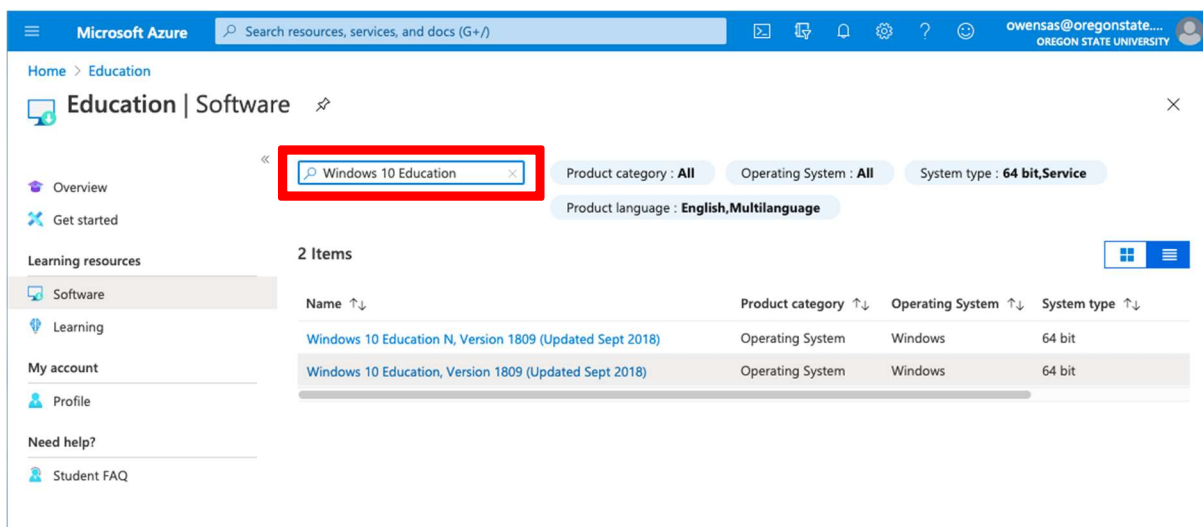 Microsoft Azure
Search resources, services, and docs (G+/)
owensas@oregonstate....
OREGON STATE UNIVERSITY
Home > Education
Education | Software
«
Windows 10 Education
Product category : All
Operating System : All
System type : 64 bit,Service
Product language : English,Multilanguage
Overview
Get started
Learning resources
Software
Learning
My account
Profile
Need help?
Student FAQ
2 Items
Name ↑↓ Product category ↑↓ Operating System ↑↓ System type ↑↓
Windows 10 Education N, Version 1809 (Updated Sept 2018) Operating System Windows 64 bit
Windows 10 Education, Version 1809 (Updated Sept 2018) Operating System Windows 64 bit